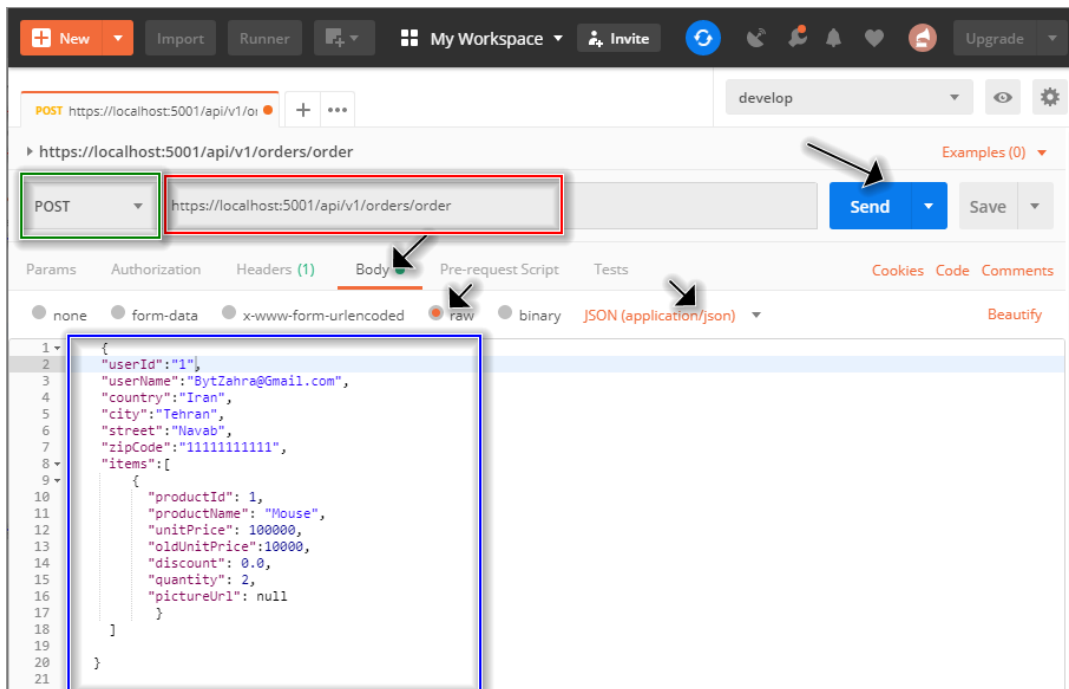 New Import Runner My Workspace Invite Upgrade
POST https://localhost:5001/api/v1/or + ••• develop
https://localhost:5001/api/v1/orders/order Examples (0)
POST https://localhost:5001/api/v1/orders/order Send Save
Params Authorization Headers (1) Body Pre-request Script Tests Cookies Code Comments
none form-data x-www-form-urlencoded raw binary JSON (application/json) Beautify
1 {
2 "userId":"1",
3 "userName":"BytZahra@Gmail.com",
4 "country":"Iran",
5 "city":"Tehran",
6 "street":"Navab",
7 "zipCode":"11111111111",
8 "items":[
9 {
10 "productId": 1,
11 "productName": "Mouse",
12 "unitPrice": 100000,
13 "oldUnitPrice":10000,
14 "discount": 0.0,
15 "quantity": 2,
16 "pictureUrl": null
17 }
18 ]
19
20 }
21